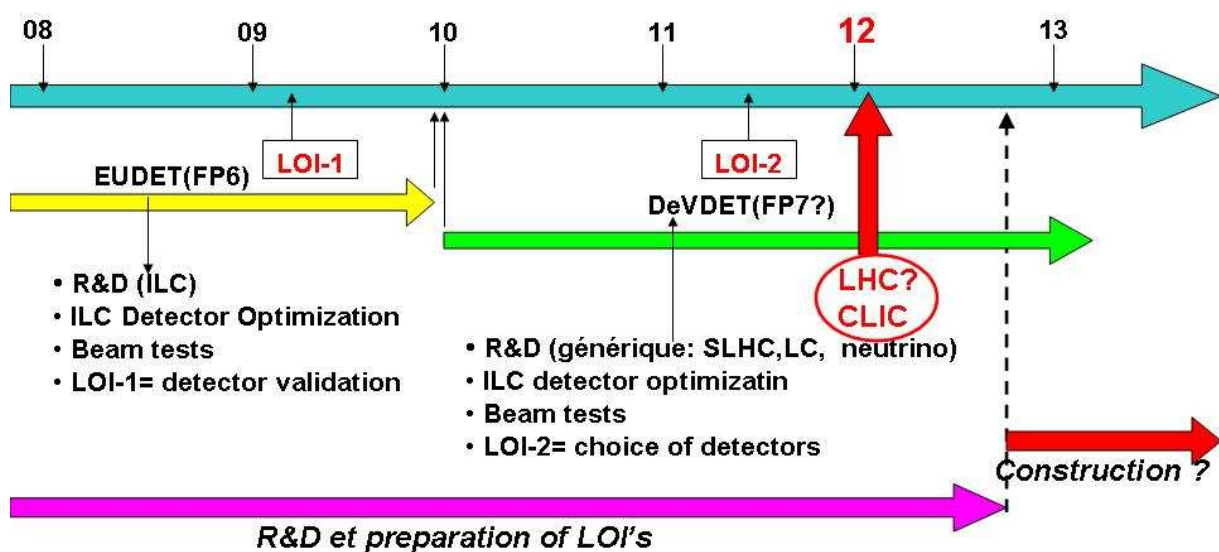 08 09 10 11 12 13
LOI-1
LOI-2
EUDET(FP6)
DeVDET(FP7?)
LHC?
CLIC
• R&D (ILC)
• ILC Detector Optimization
• Beam tests
• LOI-1= detector validation
• R&D (générique: SLHC,LC, neutrino)
• ILC detector optimizatin
• Beam tests
• LOI-2= choice of detectors
Construction ?
R&D et preparation of LOI's